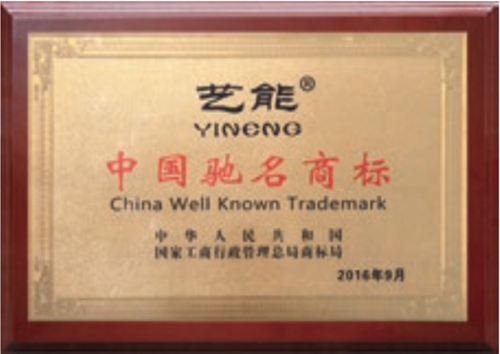 艺能®
YINENG
中国驰名商标
China Well Known Trademark
中华人民共和国
国家工商行政管理总局商标局
2016年9月